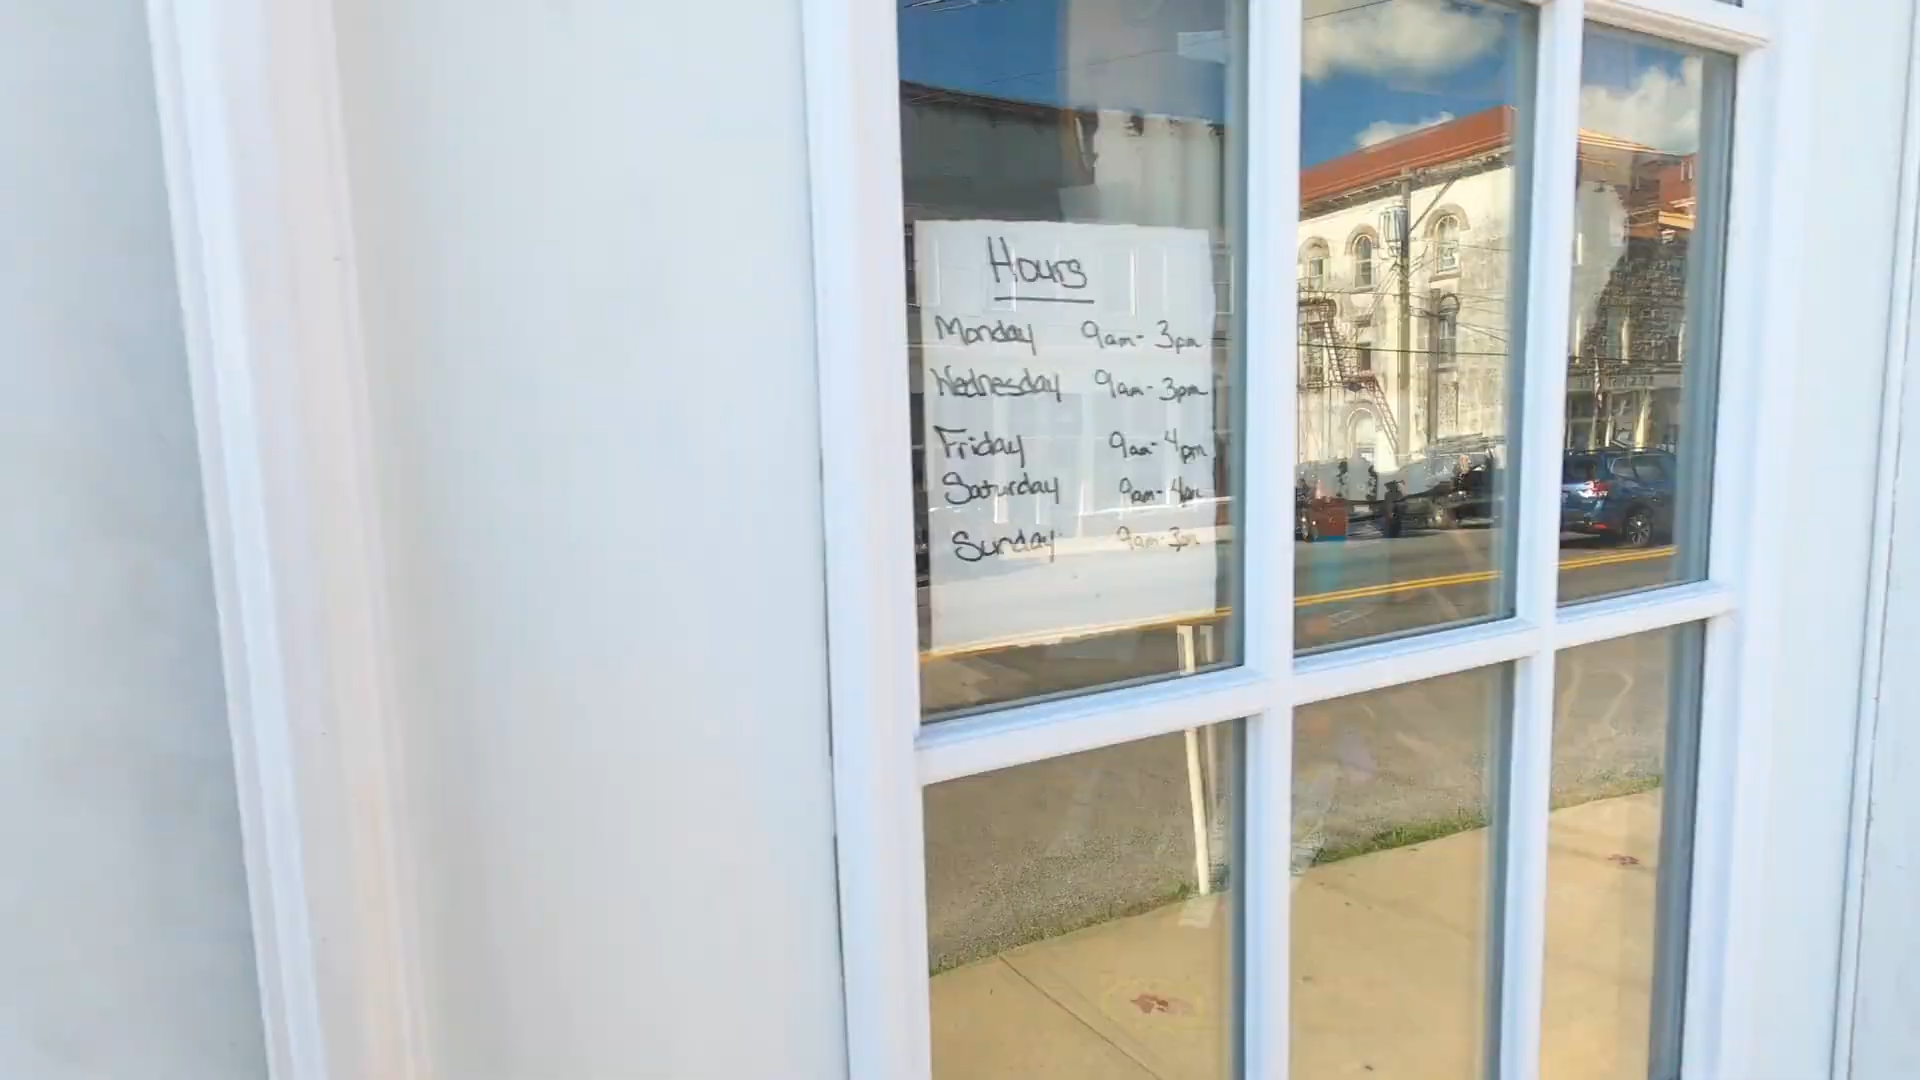 Hours
Monday 9am - 3pm
Wednesday 9am - 3pm
Friday 9am - 4pm
Saturday 9am - 4pm
Sunday 9am - 3pm